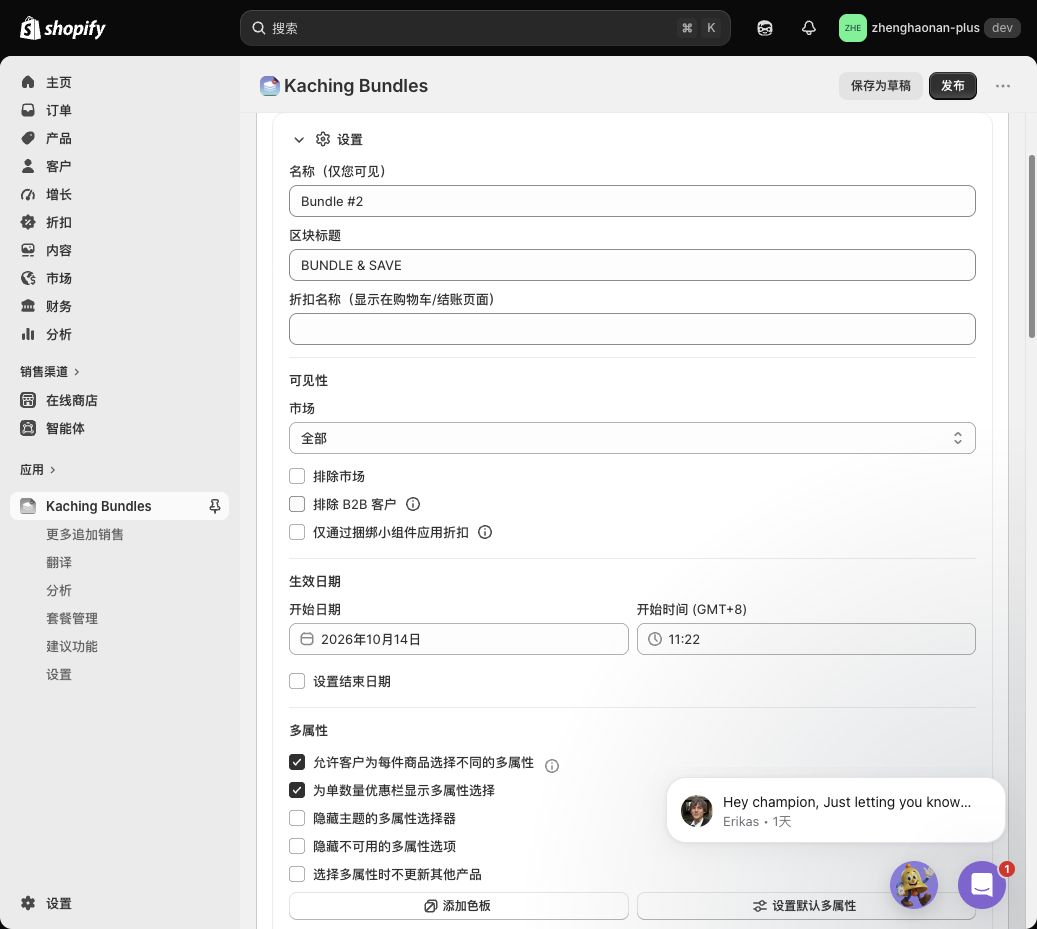 shopify
搜索
⌘ K
ZHE
zhenghaonan-plus dev
主页
订单
产品
客户
增长
折扣
内容
市场
财务
分析
销售渠道
在线商店
智能体
应用
Kaching Bundles
更多追加销售
翻译
分析
套餐管理
建议功能
设置
设置
Kaching Bundles
保存为草稿
发布
设置
名称（仅您可见）
Bundle #2
区块标题
BUNDLE & SAVE
折扣名称（显示在购物车/结账页面）
可见性
市场
全部
排除市场
排除 B2B 客户
仅通过捆绑小组件应用折扣
生效日期
开始日期
开始时间 (GMT+8)
2026年10月14日
11:22
设置结束日期
多属性
允许客户为每件商品选择不同的多属性
为单数量优惠栏显示多属性选择
隐藏主题的多属性选择器
隐藏不可用的多属性选项
选择多属性时不更新其他产品
添加色板
设置默认多属性
Hey champion, Just letting you know...
Erikas • 1天
1